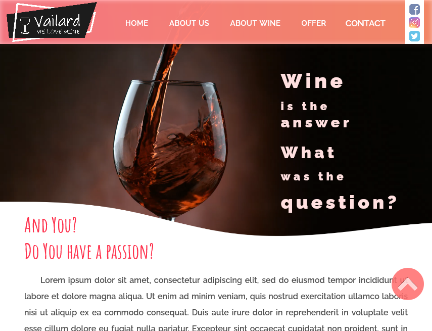 Vailard
WE LOVE WINE
HOME ABOUT US ABOUT WINE OFFER CONTACT
Wine
is the
answer
What
was the
question?
And You?
Do You have a passion?
Lorem ipsum dolor sit amet, consectetur adipiscing elit, sed do eiusmod tempor incididunt ut
labore et dolore magna aliqua. Ut enim ad minim veniam, quis nostrud exercitation ullamco laboris
nisi ut aliquip ex ea commodo consequat. Duis aute irure dolor in reprehenderit in voluptate velit
esse cillum dolore eu fugiat nulla pariatur. Excepteur sint occaecat cupidatat non proident, sunt in